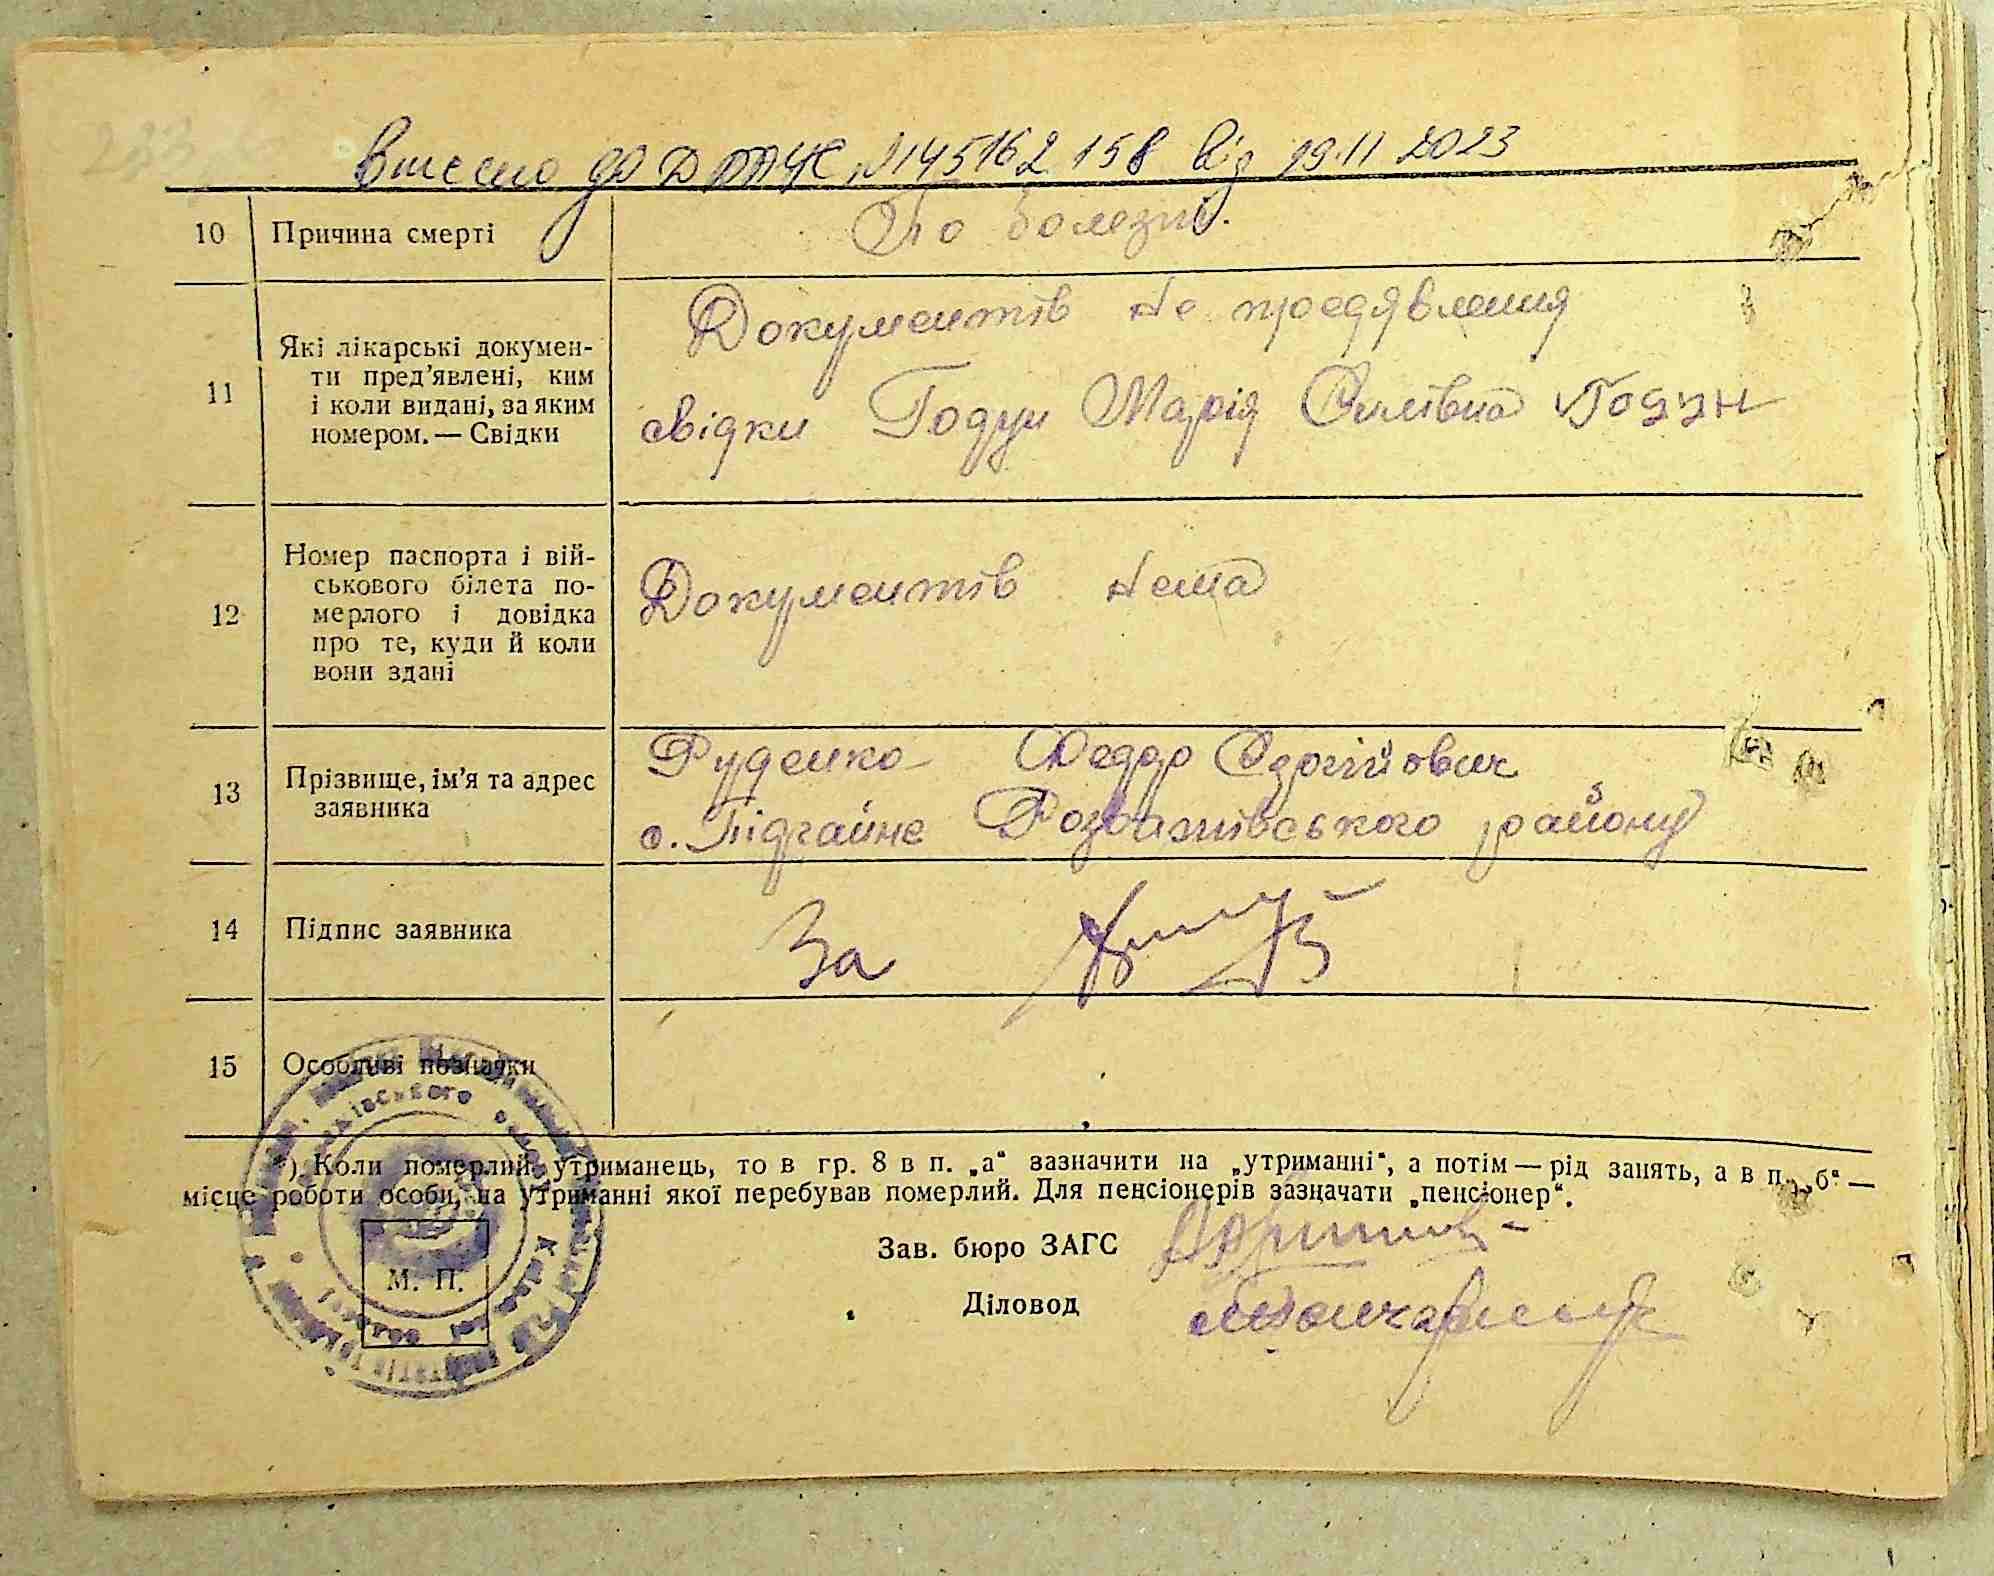 Внесено до ДРАЦС №145162158 від 19.11 2023
10 Причина смерті По болезні.
11 Які лікарські докумен-
ти пред’явлені, ким
і коли видані, за яким
номером. — Свідки
Документів не предявления
свідки Годун Марія Силівна Годун
12 Номер паспорта і вій-
ськового білета по-
мерлого і довідка
про те, куди й коли
вони здані
Документів нема
13 Прізвище, ім’я та адрес
заявника
Руденко Федор Сергійович
с. Підгайне Розважівського району
14 Підпис заявника За
15 Особливі позначки
*) Коли померлий утриманець, то в гр. 8 в п. „а“ зазначити на „утриманні“, а потім — рід занять, а в п. „б“ —
місце роботи особи, на утриманні якої перебував померлий. Для пенсіонерів зазначати „пенсіонер“.
Зав. бюро ЗАГС
Діловод
М. П.